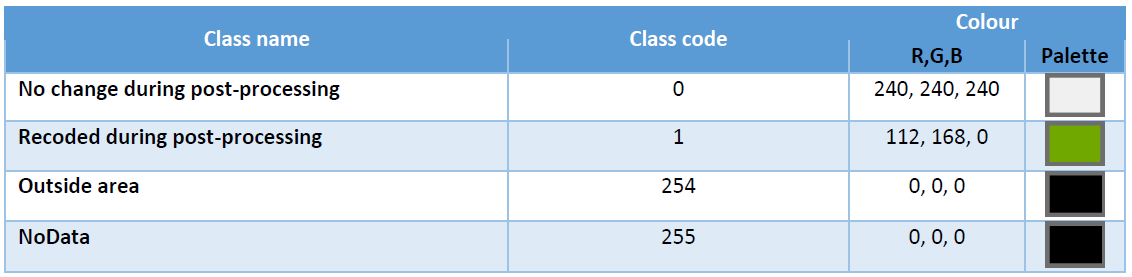 Class name Class code Colour
R,G,B Palette
No change during post-processing 0 240, 240, 240
Recoded during post-processing 1 112, 168, 0
Outside area 254 0, 0, 0
NoData 255 0, 0, 0